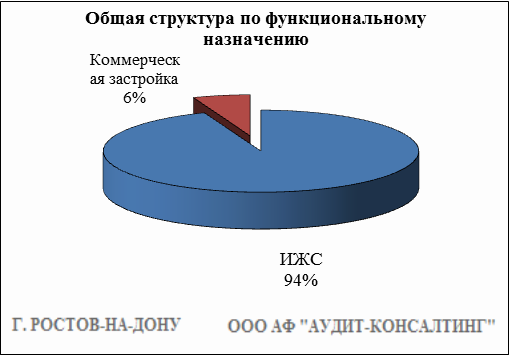 Общая структура по функциональному
назначению
Коммерческ
ая застройка
6%
ИЖС
94%
Г. РОСТОВ-НА-ДОНУ ООО АФ "АУДИТ-КОНСАЛТИНГ"